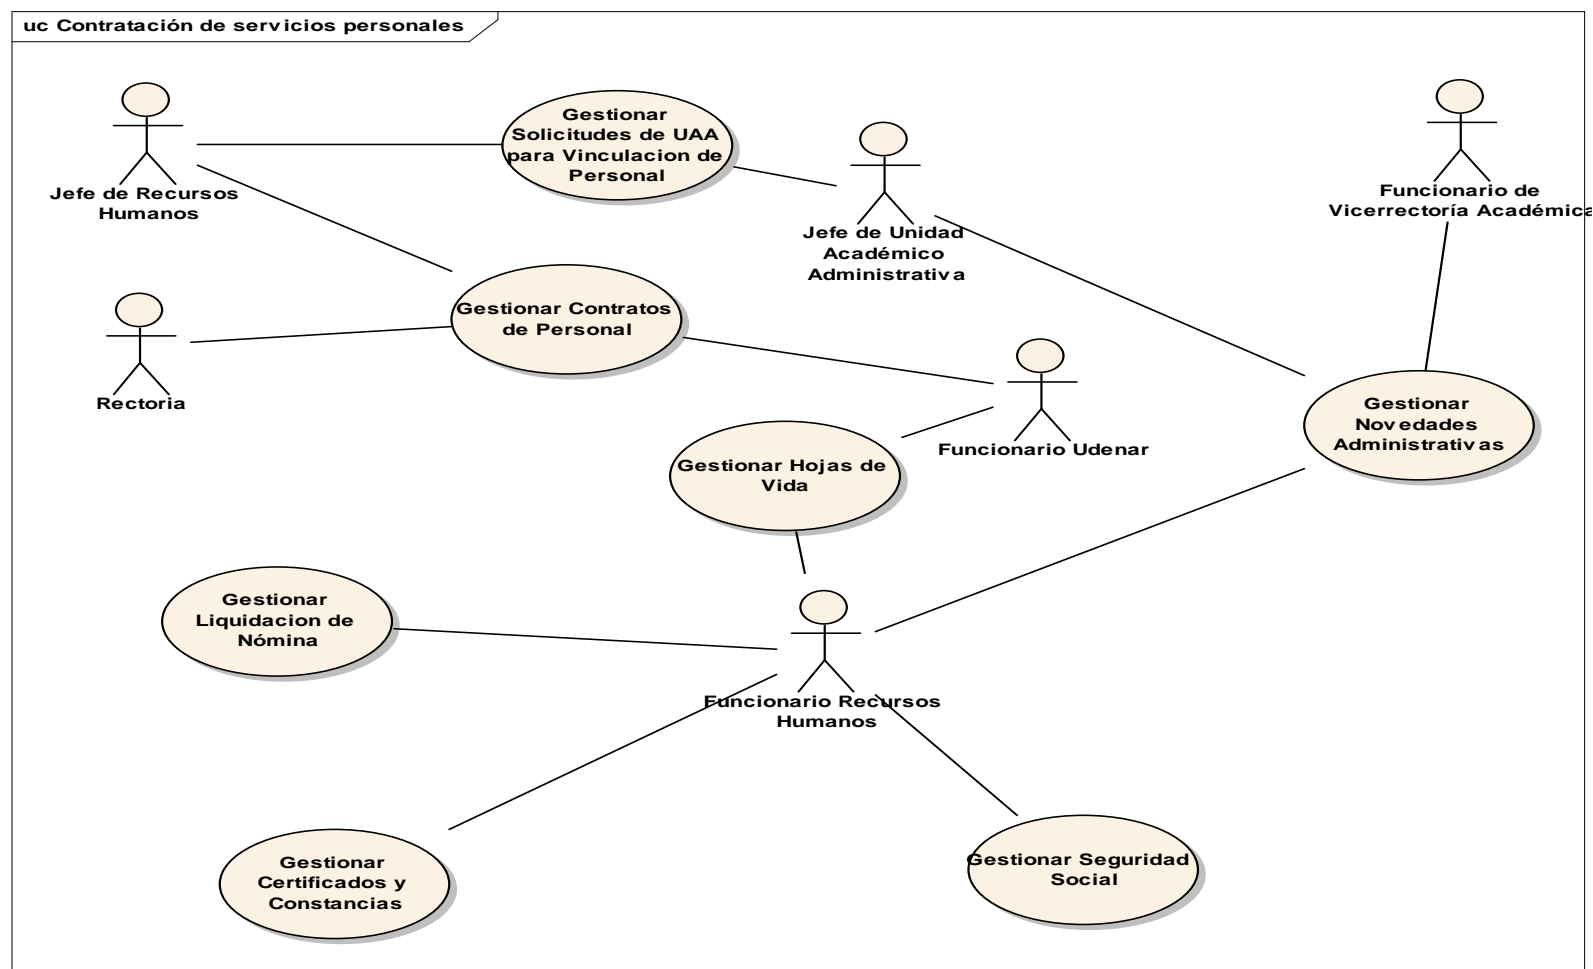 uc Contratación de servicios personales
Jefe de Recursos
Humanos
Gestionar
Solicitudes de UAA
para Vinculacion de
Personal
Jefe de Unidad
Académico
Administrativa
Funcionario de
Vicerrectoría Académica
Rectoria
Gestionar Contratos
de Personal
Funcionario Udenar
Gestionar
Novedades
Administrativas
Gestionar Hojas de
Vida
Gestionar
Liquidacion de
Nómina
Funcionario Recursos
Humanos
Gestionar
Certificados y
Constancias
Gestionar Seguridad
Social